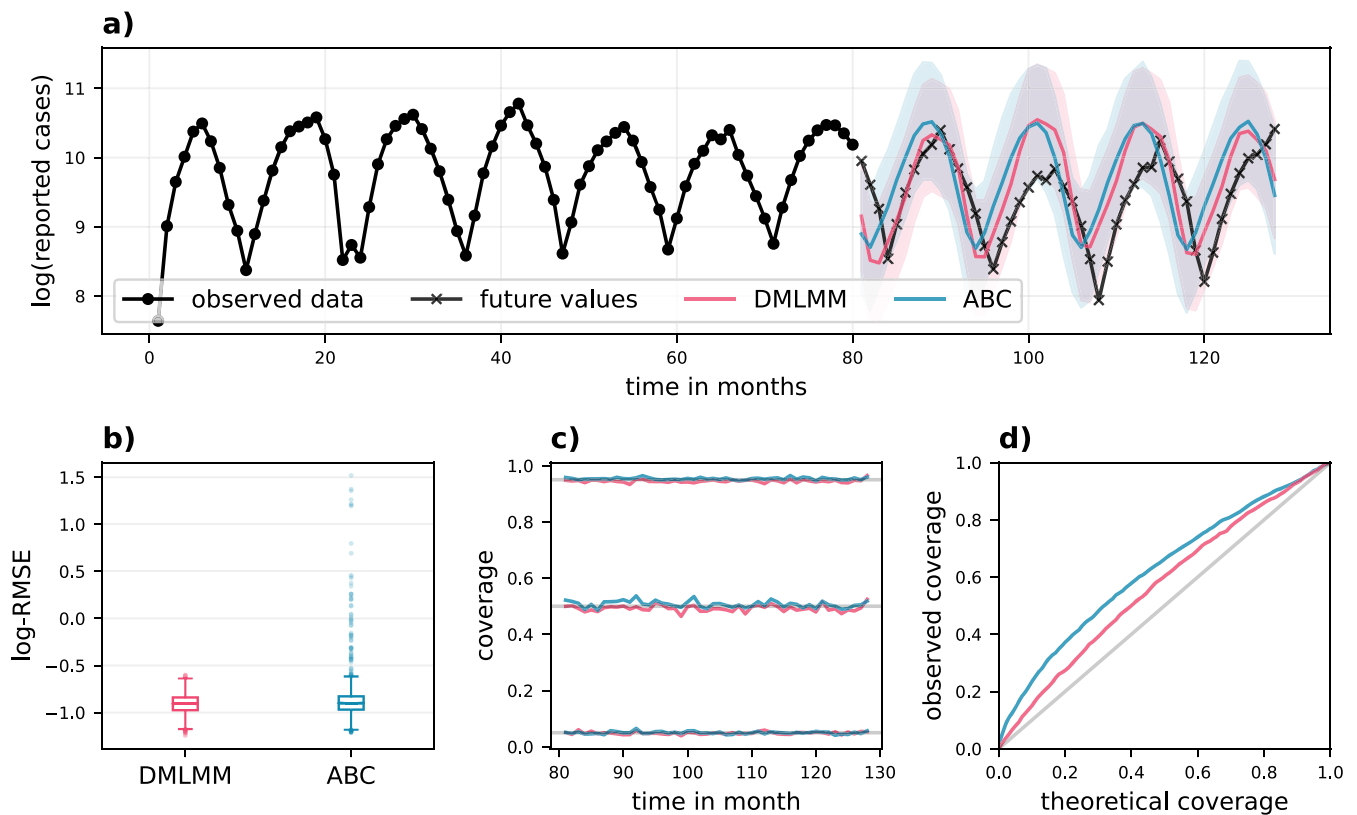 a)
log(reported cases)
11
10
9
8
observed data
future values
DMLMM
ABC
0
20
40
60
80
100
120
time in months
b)
log-RMSE
1.5
1.0
0.5
0.0
−0.5
−1.0
DMLMM
ABC
c)
coverage
1.0
0.8
0.6
0.4
0.2
0.0
80
90
100
110
120
130
time in month
d)
observed coverage
1.0
0.8
0.6
0.4
0.2
0.0
0.0
0.2
0.4
0.6
0.8
1.0
theoretical coverage